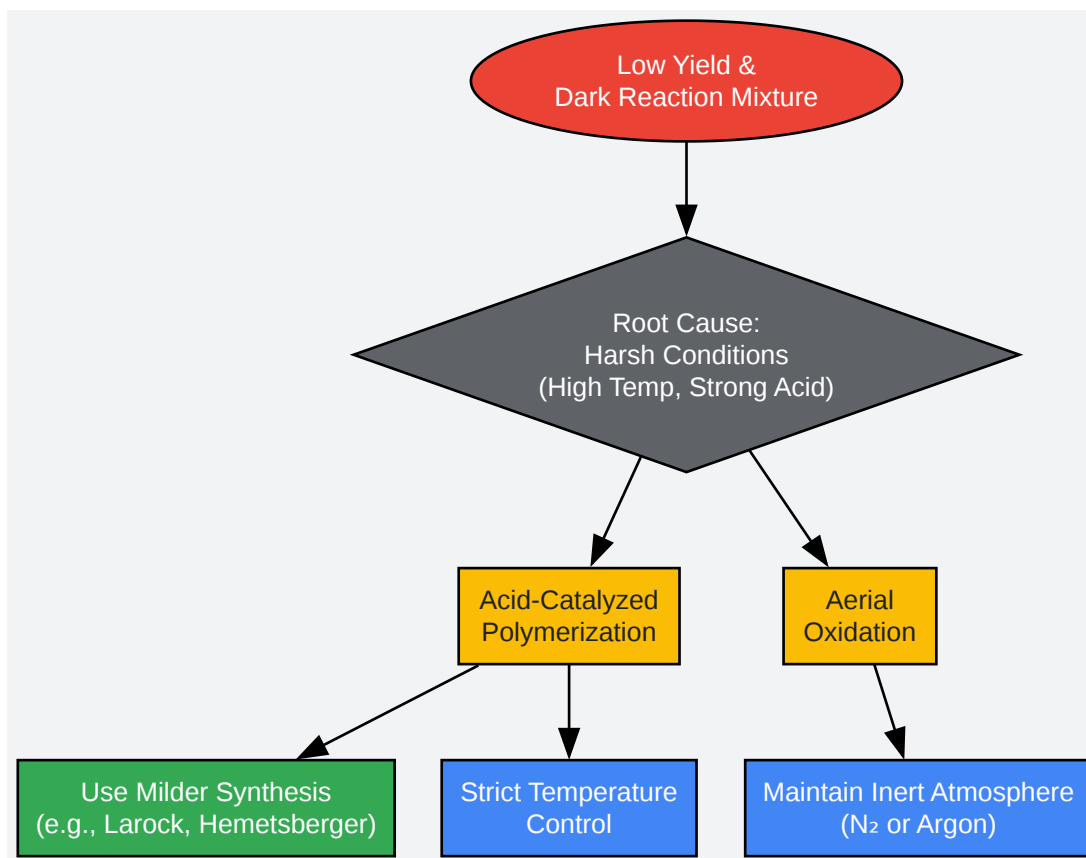 Low Yield &
Dark Reaction Mixture
Root Cause:
Harsh Conditions
(High Temp, Strong Acid)
Acid-Catalyzed
Polymerization
Aerial
Oxidation
Use Milder Synthesis
(e.g., Larock, Hemetsberger)
Strict Temperature
Control
Maintain Inert Atmosphere
(N₂ or Argon)